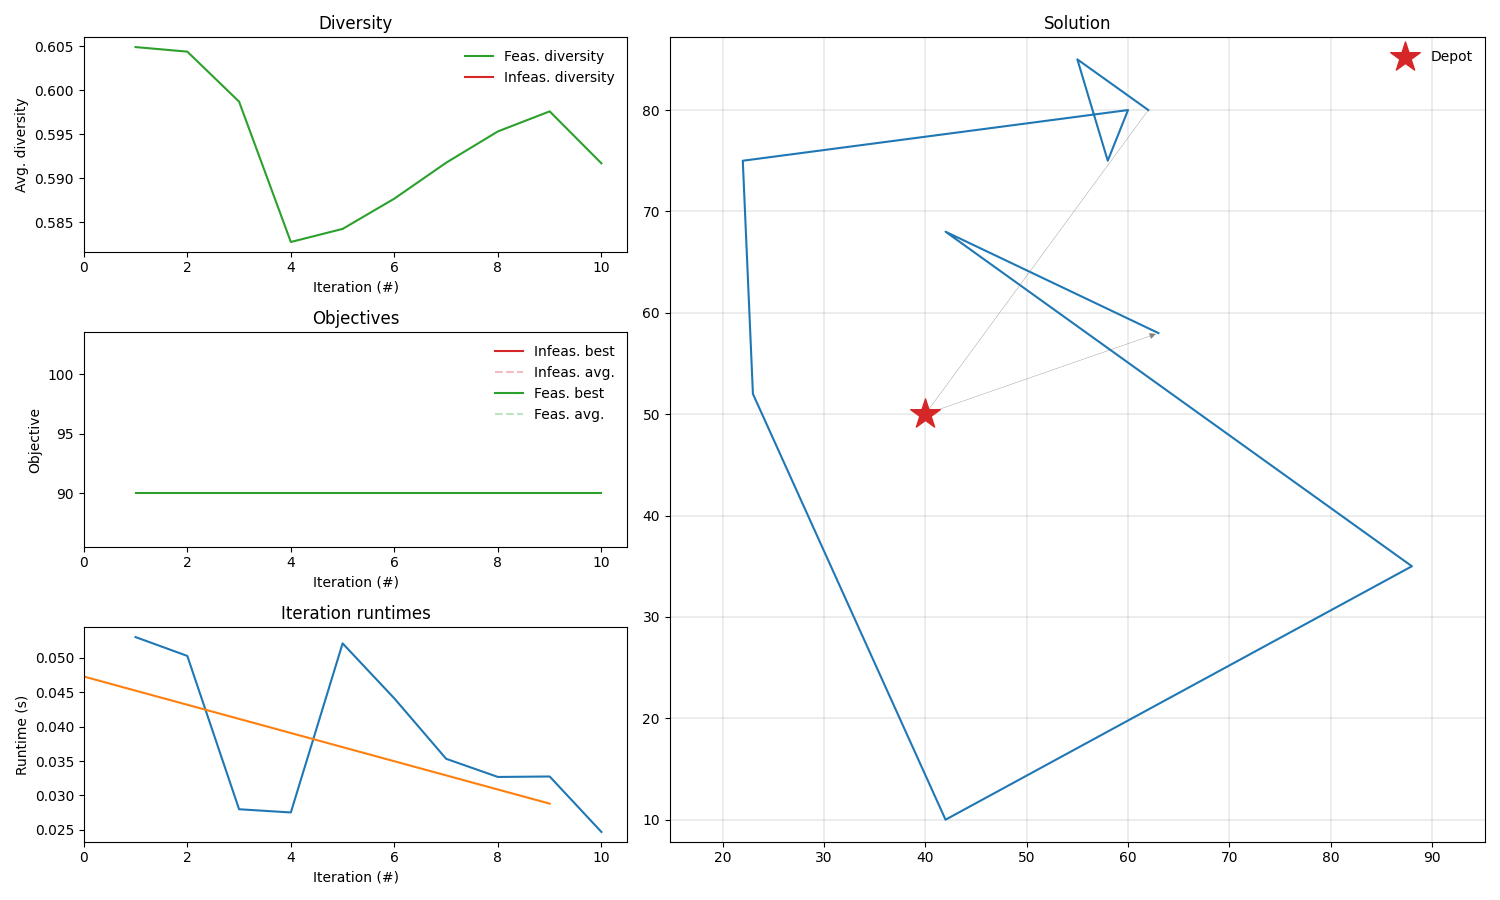 Diversity
Avg. diversity
0.605
0.600
0.595
0.590
0.585
Feas. diversity
Infeas. diversity
0 2 4 6 8 10
Iteration (#)
Objectives
Objective
100
95
90
Infeas. best
Infeas. avg.
Feas. best
Feas. avg.
0 2 4 6 8 10
Iteration (#)
Iteration runtimes
Runtime (s)
0.050
0.045
0.040
0.035
0.030
0.025
0 2 4 6 8 10
Iteration (#)
Solution
Depot
80
70
60
50
40
30
20
10
20 30 40 50 60 70 80 90